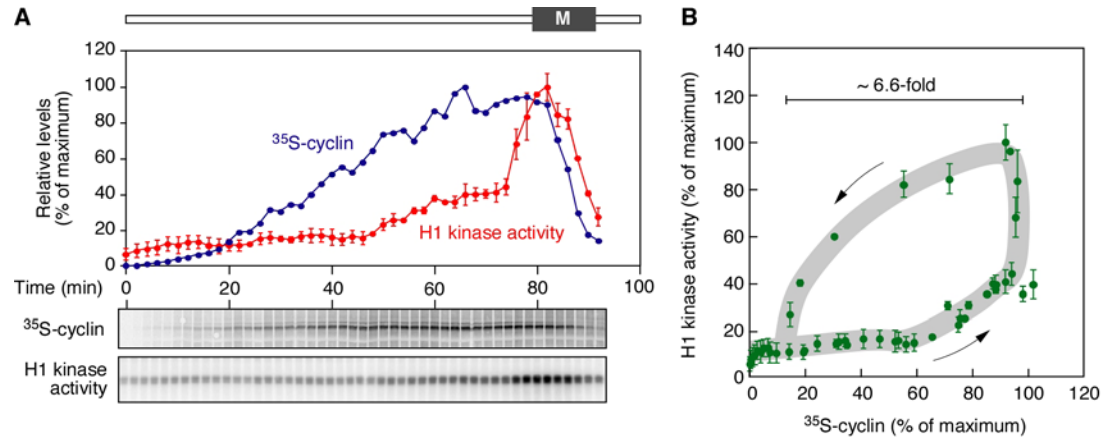 A
M
120
100
80
60
40
20
0
Relative levels
(% of maximum)
35S-cyclin
H1 kinase activity
Time (min)
0
20
40
60
80
100
35S-cyclin
H1 kinase
activity
B
120
100
80
60
40
20
0
H1 kinase activity (% of maximum)
~ 6.6-fold
0
20
40
60
80
100
120
35S-cyclin (% of maximum)